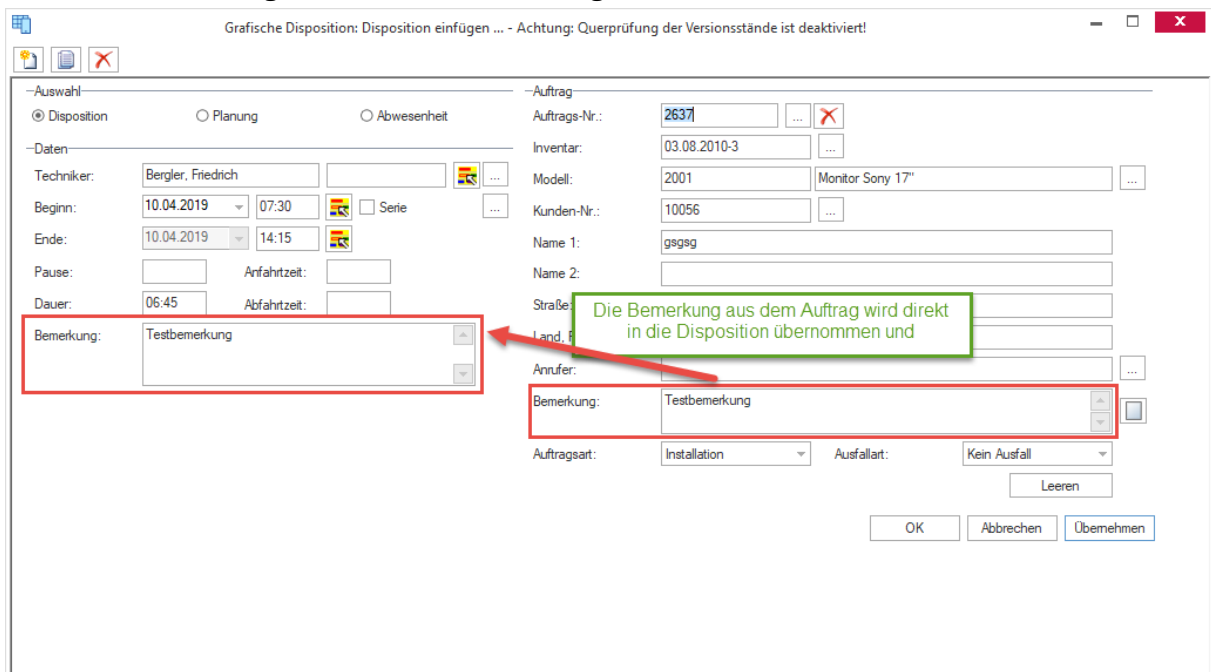 Grafische Disposition: Disposition einfügen ... - Achtung: Querprüfung der Versionsstände ist deaktiviert!
Auswahl
Disposition Planung Abwesenheit
Daten
Techniker: Bergler, Friedrich ...
Beginn: 10.04.2019 07:30 Serie ...
Ende: 10.04.2019 14:15
Pause: Anfahrtzeit:
Dauer: 06:45 Abfahrtzeit:
Bemerkung: Testbemerkung
Auftrag
Auftrags-Nr.: 2637 ...
Inventar: 03.08.2010-3 ...
Modell: 2001 Monitor Sony 17" ...
Kunden-Nr.: 10056 ...
Name 1: gsgsg
Name 2:
Straße:
Die Bemerkung aus dem Auftrag wird direkt
in die Disposition übernommen und
Land,
Anrufer: ...
Bemerkung: Testbemerkung
Auftragsart: Installation Ausfallart: Kein Ausfall
Leeren
OK Abbrechen Übernehmen